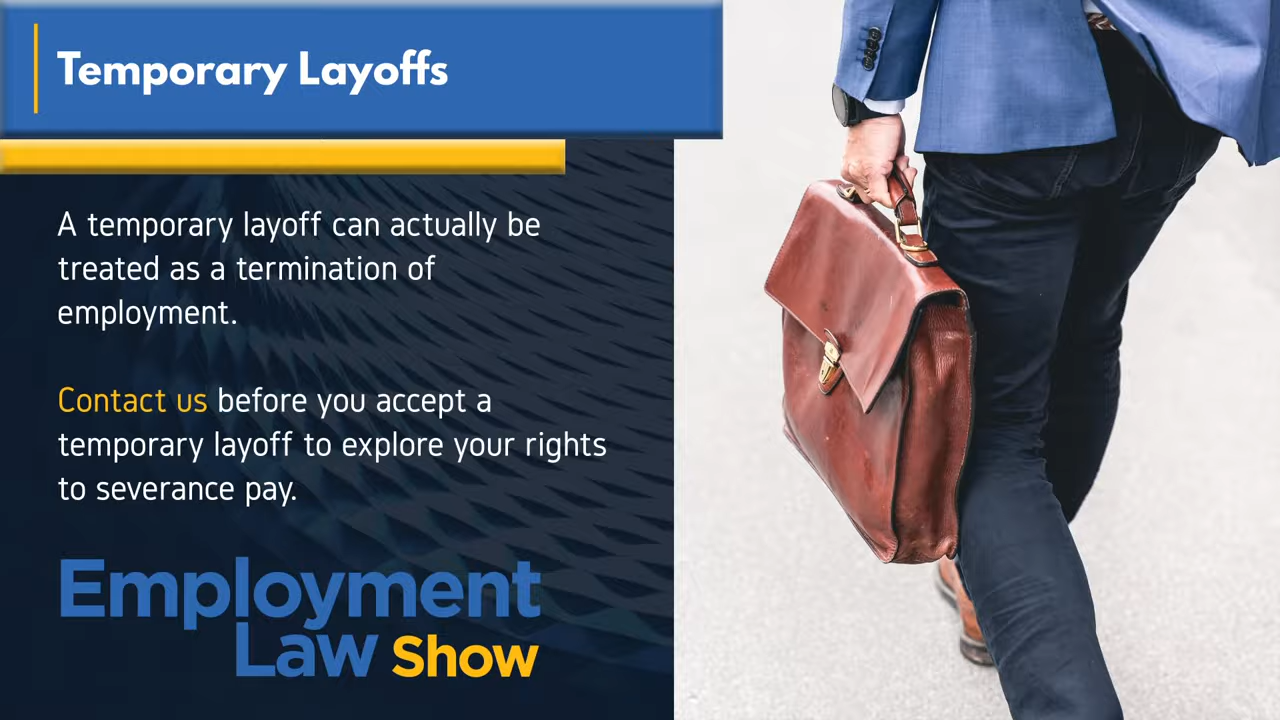 Temporary Layoffs
A temporary layoff can actually be
treated as a termination of
employment.
Contact us before you accept a
temporary layoff to explore your rights
to severance pay.
Employment
Law Show